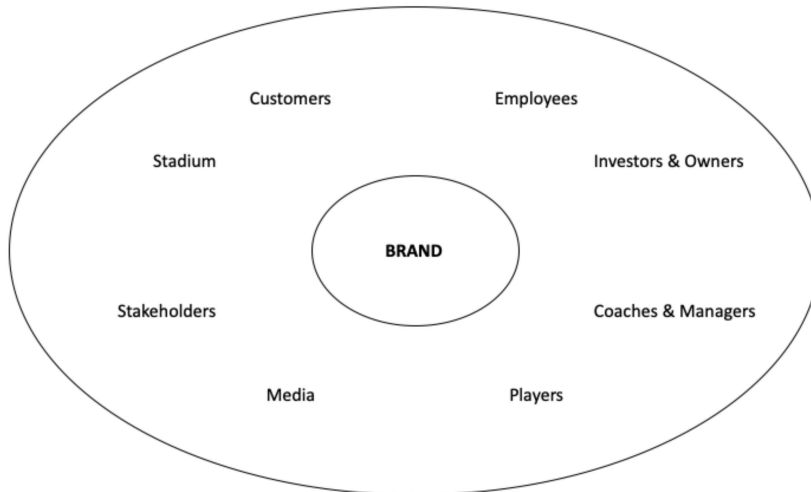 Customers
Employees
Stadium
Investors & Owners
BRAND
Stakeholders
Coaches & Managers
Media
Players